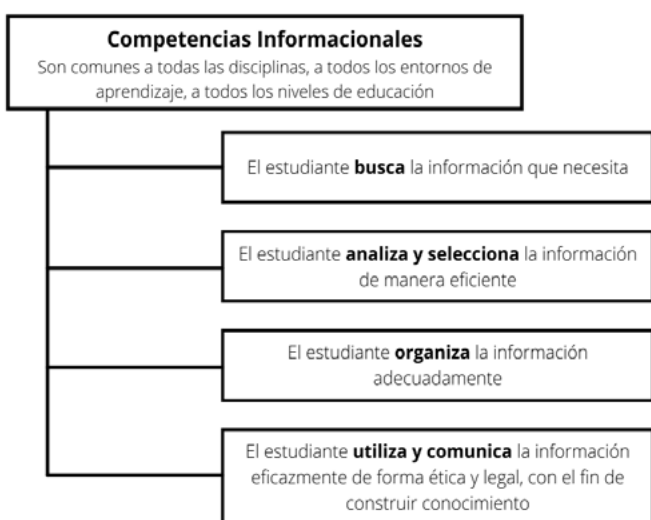 Competencias Informacionales
Son comunes a todas las disciplinas, a todos los entornos de
aprendizaje, a todos los niveles de educación
El estudiante busca la información que necesita
El estudiante analiza y selecciona la información
de manera eficiente
El estudiante organiza la información
adecuadamente
El estudiante utiliza y comunica la información
eficazmente de forma ética y legal, con el fin de
construir conocimiento